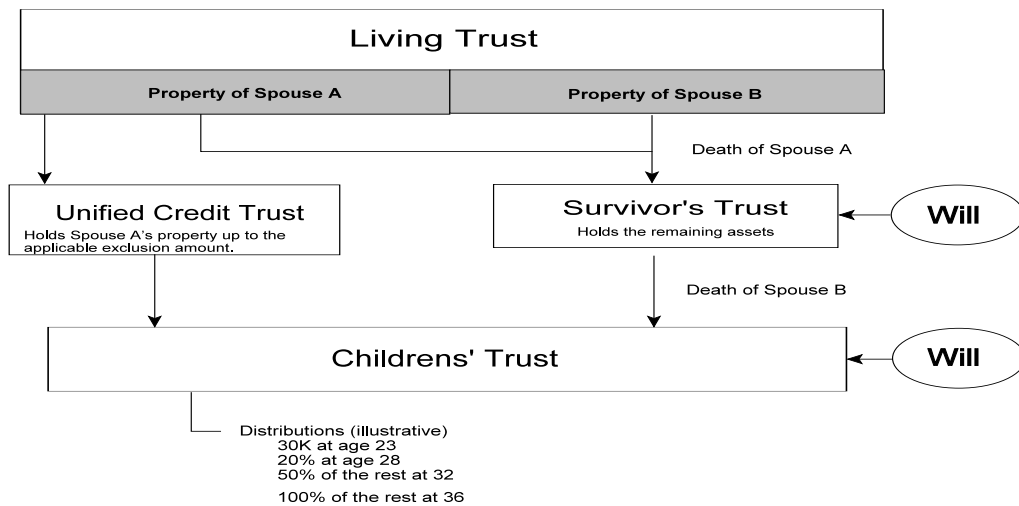 Living Trust
Property of Spouse A
Property of Spouse B
Death of Spouse A
Unified Credit Trust
Holds Spouse A's property up to the
applicable exclusion amount.
Survivor's Trust
Holds the remaining assets
Will
Death of Spouse B
Childrens' Trust
Will
Distributions (illustrative)
30K at age 23
20% at age 28
50% of the rest at 32
100% of the rest at 36